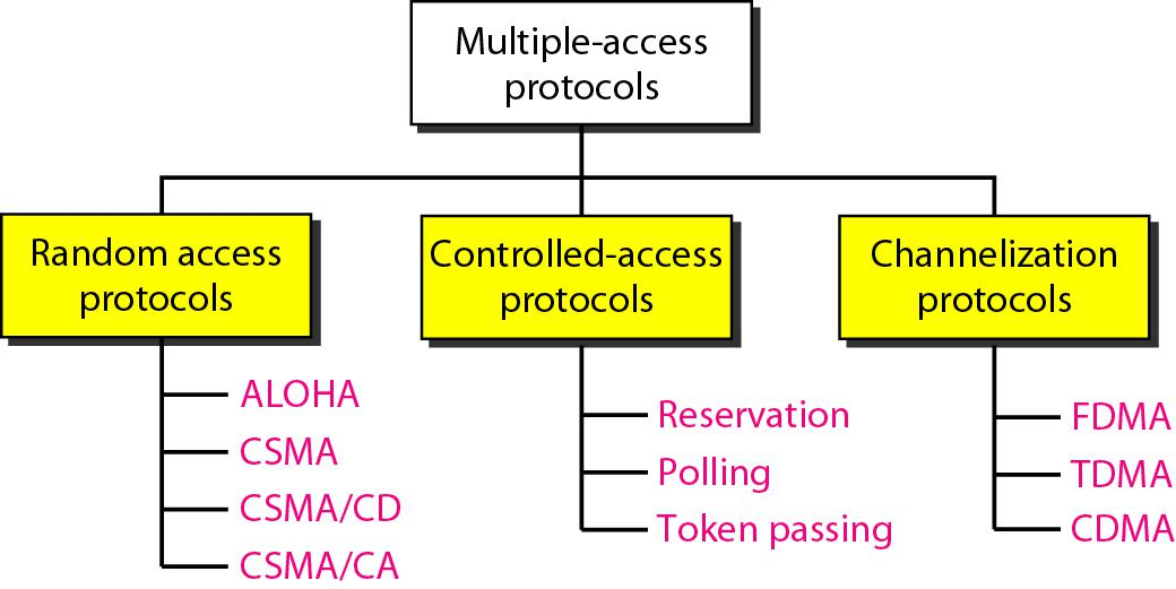 Multiple-access
protocols
Random access
protocols
Controlled-access
protocols
Channelization
protocols
ALOHA
CSMA
CSMA/CD
CSMA/CA
Reservation
Polling
Token passing
FDMA
TDMA
CDMA